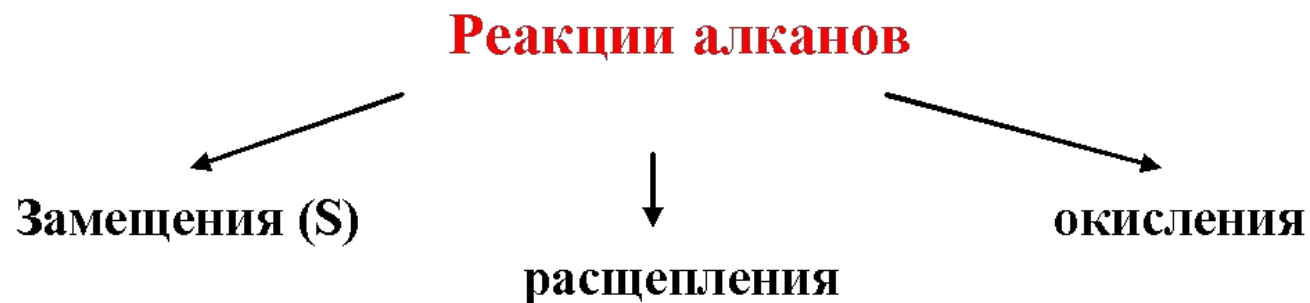 Реакции алканов
Замещения (S)
расщепления
окисления